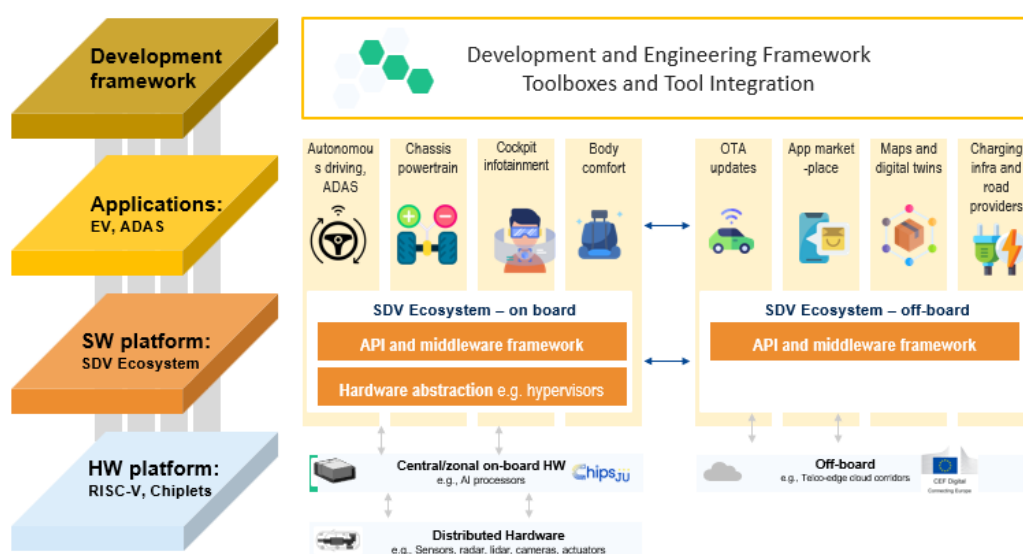 Development
framework
Applications:
EV, ADAS
SW platform:
SDV Ecosystem
HW platform:
RISC-V, Chiplets
Development and Engineering Framework
Toolboxes and Tool Integration
Autonomou
s driving,
ADAS
Chassis
powertrain
Cockpit
infotainment
Body
comfort
OTA
updates
App market
-place
Maps and
digital twins
Charging
infra and
road
providers
SDV Ecosystem – on board
API and middleware framework
Hardware abstraction e.g. hypervisors
SDV Ecosystem – off-board
API and middleware framework
Central/zonal on-board HW
e.g., AI processors
ChipsJU
Distributed Hardware
e.g., Sensors, radar, lidar, cameras, actuators
Off-board
e.g., Telco-edge cloud corridors
CEF Digital
Connecting Europe